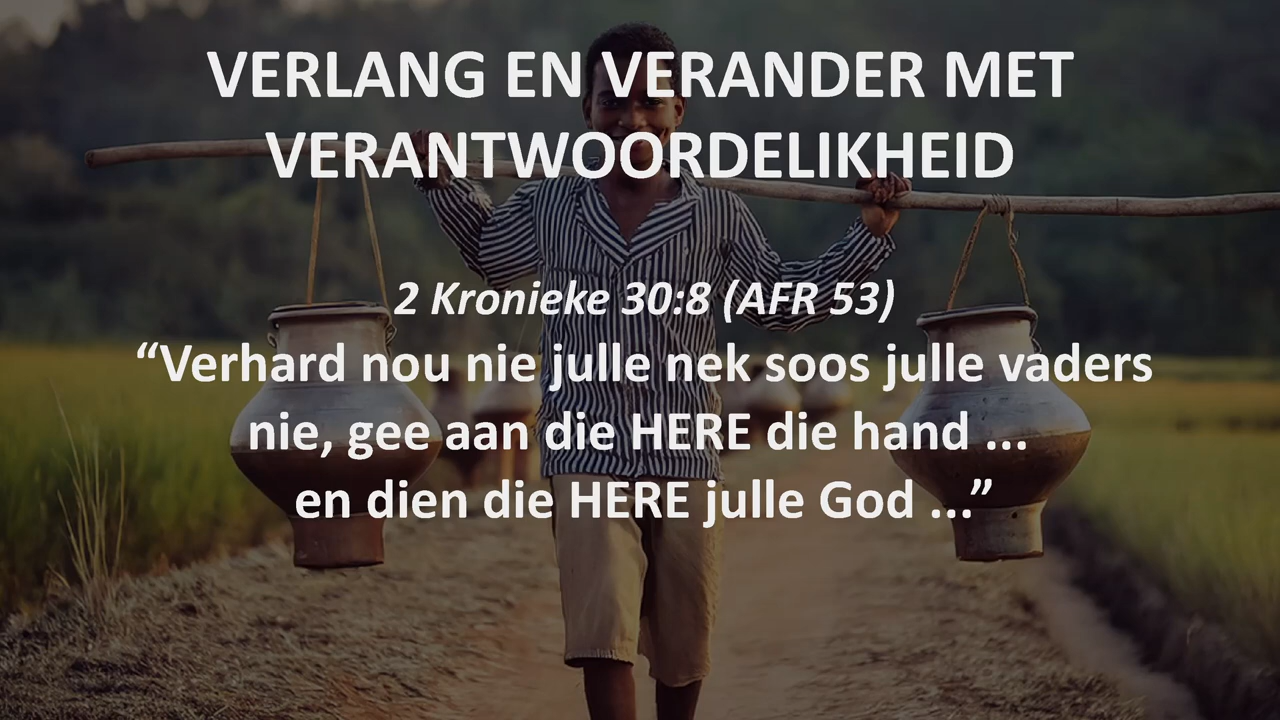 VERLANG EN VERANDER MET
VERANTWOORDELIKHEID
2 Kronieke 30:8 (AFR 53)
“Verhard nou nie julle nek soos julle vaders
nie, gee aan die HERE die hand ...
en dien die HERE julle God ...”